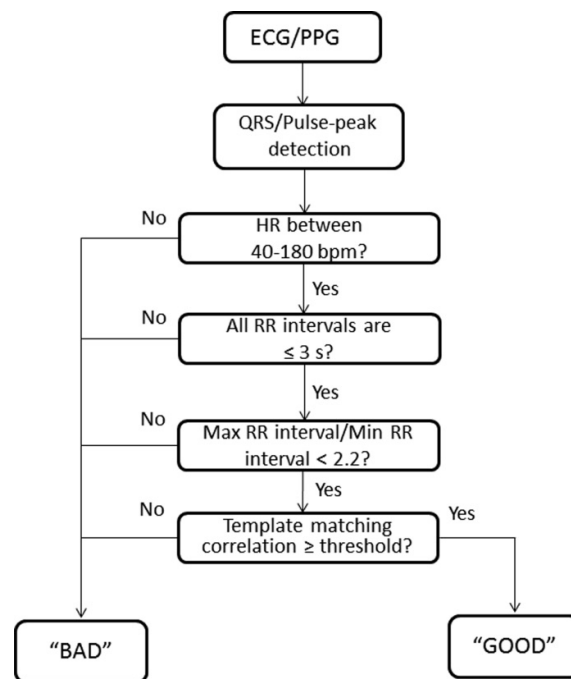 ECG/PPG
QRS/Pulse-peak
detection
No
HR between
40-180 bpm?
Yes
No
All RR intervals are
≤ 3 s?
Yes
No
Max RR interval/Min RR
interval < 2.2?
Yes
No
Template matching
correlation ≥ threshold?
Yes
“BAD”
“GOOD”